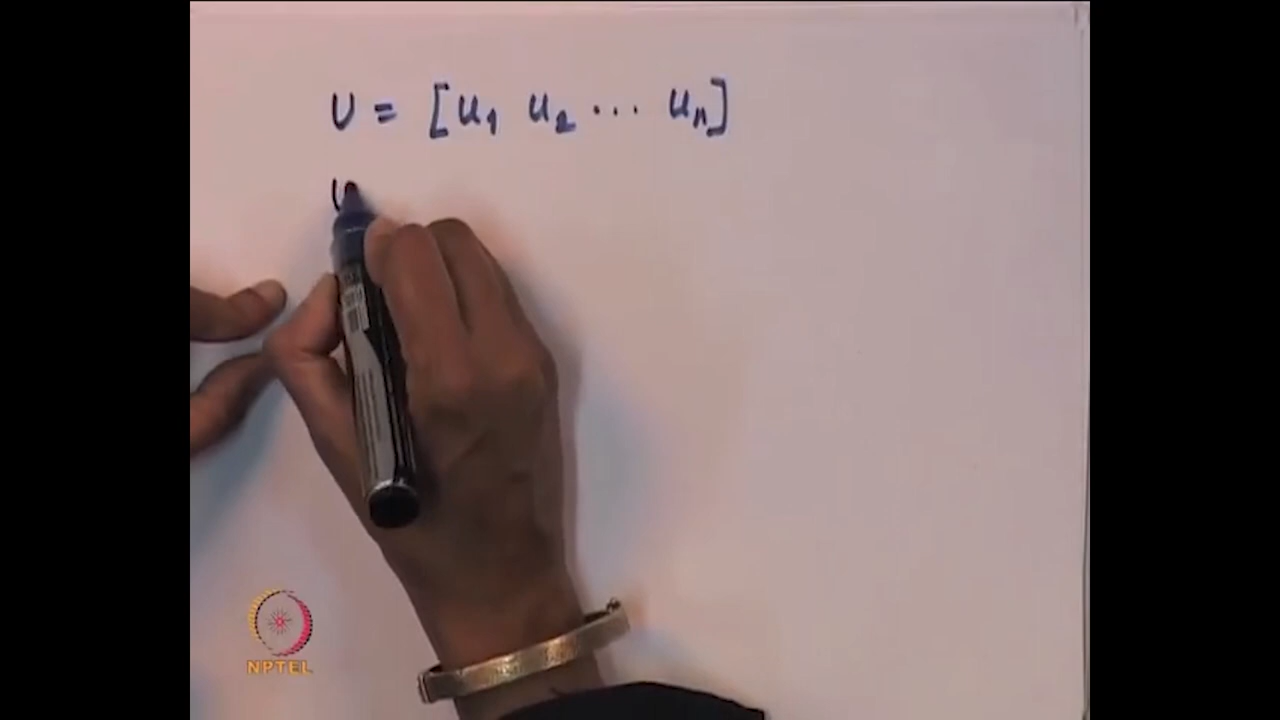 U = [u₁ u₂ ... uₙ]
U
NPTEL